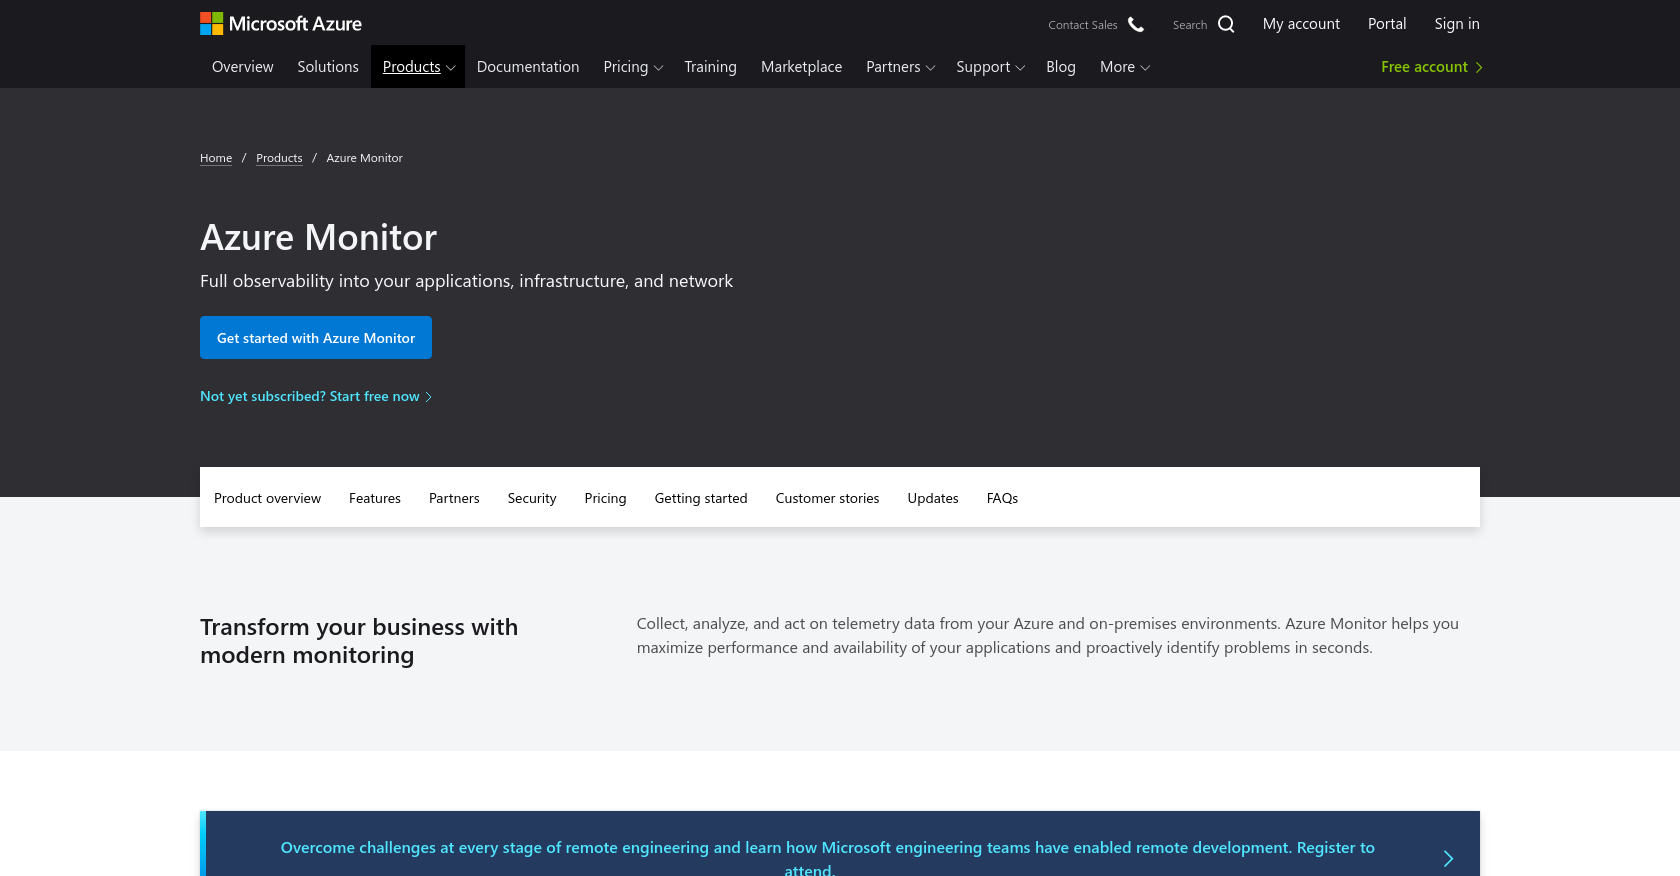 Microsoft Azure
Contact Sales Search My account Portal Sign in
Overview Solutions Products Documentation Pricing Training Marketplace Partners Support Blog More Free account
Home / Products / Azure Monitor
Azure Monitor
Full observability into your applications, infrastructure, and network
Get started with Azure Monitor
Not yet subscribed? Start free now
Product overview Features Partners Security Pricing Getting started Customer stories Updates FAQs
Transform your business with
modern monitoring
Collect, analyze, and act on telemetry data from your Azure and on-premises environments. Azure Monitor helps you
maximize performance and availability of your applications and proactively identify problems in seconds.
Overcome challenges at every stage of remote engineering and learn how Microsoft engineering teams have enabled remote development. Register to
attend.